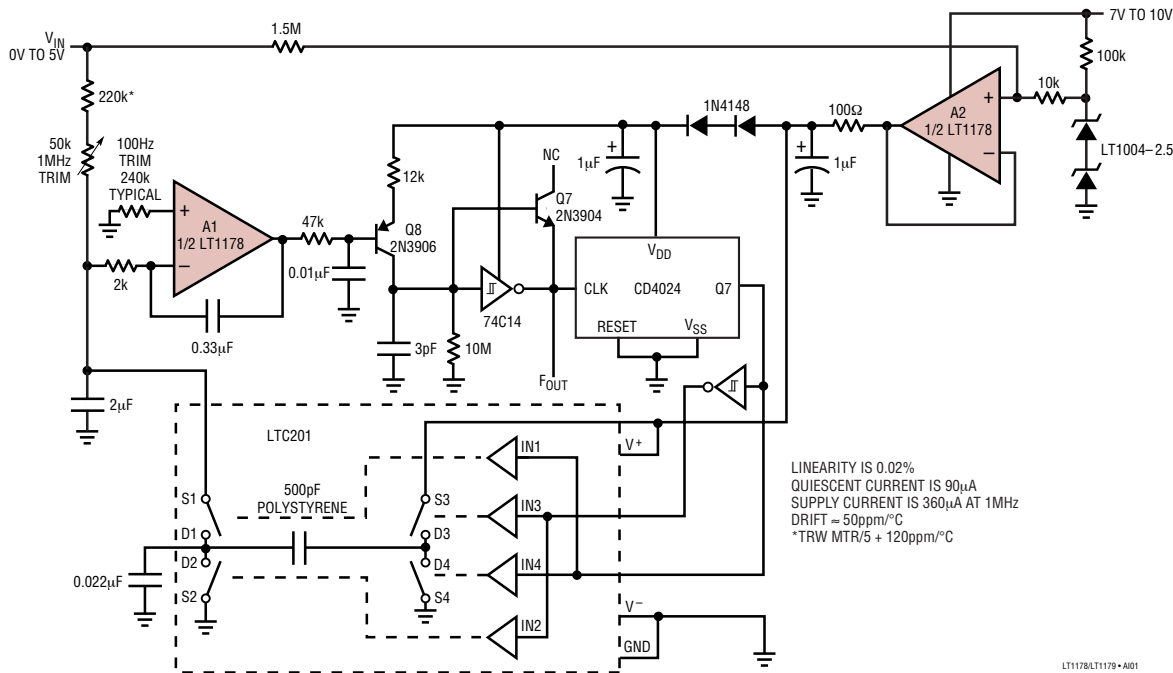 7V TO 10V
V_IN
0V TO 5V
1.5M
100k
220k*
10k
1N4148
100Ω
+
A2
1/2 LT1178
−
LT1004–2.5
50k
1MHz
TRIM
100Hz
TRIM
240k
TYPICAL
+
1μF
+
1μF
NC
12k
Q7
2N3904
+
A1
1/2 LT1178
−
47k
Q8
2N3906
2k
0.01μF
V_DD
CLK
CD4024
Q7
74C14
RESET
V_SS
0.33μF
3pF
10M
F_OUT
2μF
LTC201
V+
IN1
500pF
POLYSTYRENE
S1
S3
IN3
D1
D3
D2
D4
IN4
0.022μF
S2
S4
V−
IN2
GND
LINEARITY IS 0.02%
QUIESCENT CURRENT IS 90μA
SUPPLY CURRENT IS 360μA AT 1MHz
DRIFT ≈ 50ppm/°C
*TRW MTR/5 + 120ppm/°C
LT1178/LT1179 • AI01